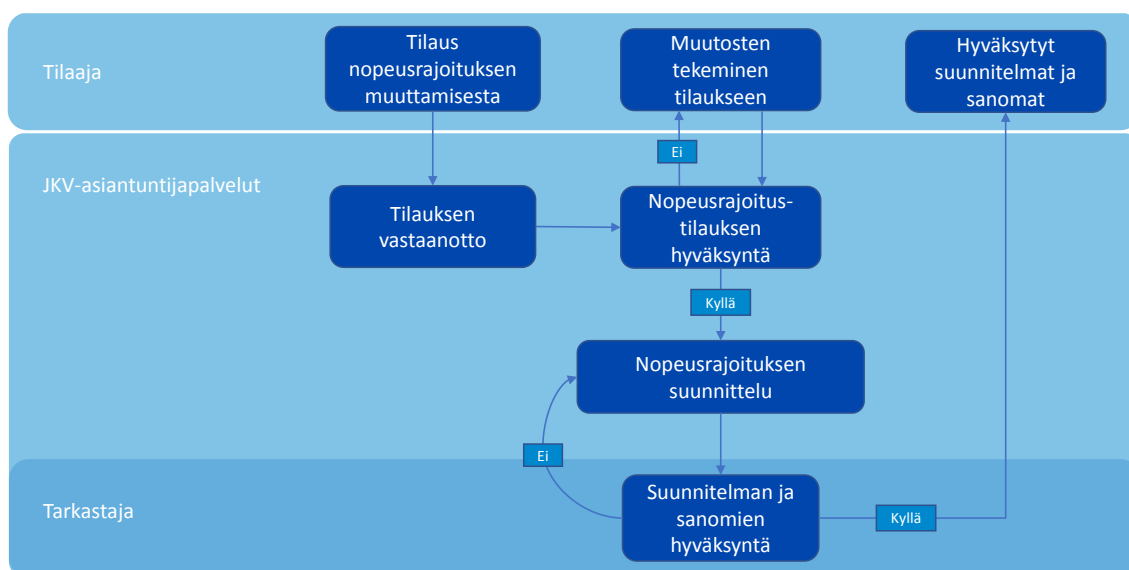 Tilaaja
Tilaus
nopeusrajoituksen
muuttamisesta
Muutosten
tekeminen
tilaukseen
Hyväksytyt
suunnitelmat ja
sanomat
Ei
JKV-asiantuntijapalvelut
Tilauksen
vastaanotto
Nopeusrajoitus-
tilauksen
hyväksyntä
Kyllä
Nopeusrajoituksen
suunnittelu
Ei
Tarkastaja
Suunnitelman ja
sanomien
hyväksyntä
Kyllä